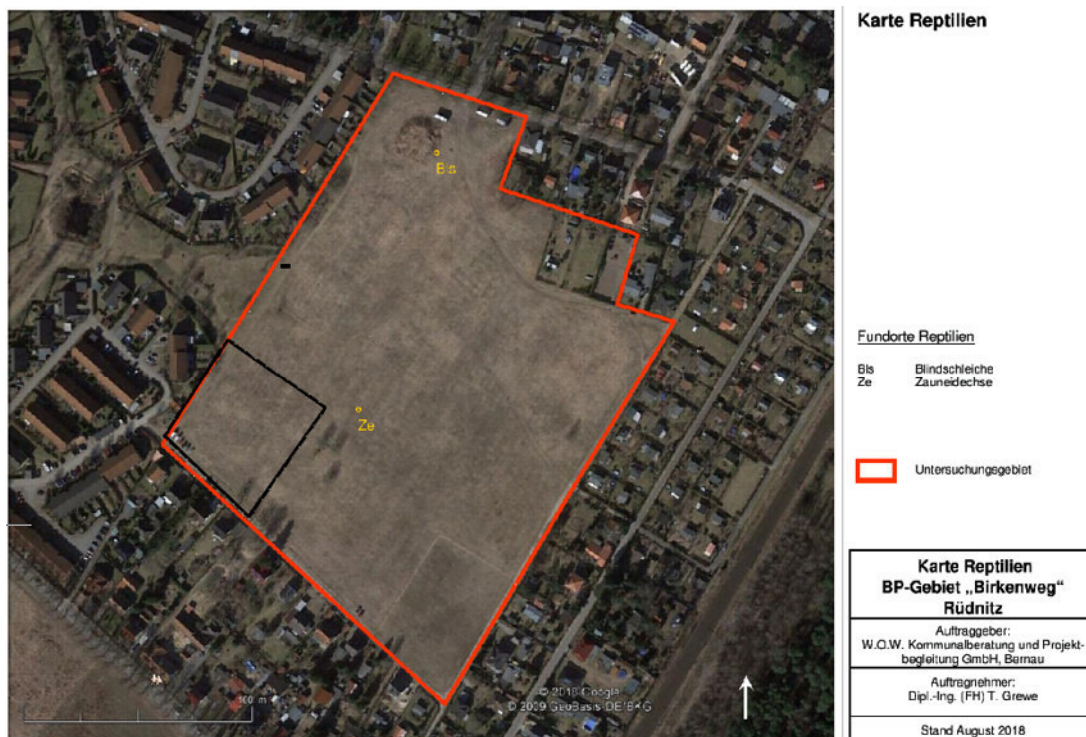 Karte Reptilien
Bls
Ze
100 m
© 2018 Google
© 2009 GeoBasis-DE/BKG
Fundorte Reptilien
Bls Blindschleiche
Ze Zauneidechse
Untersuchungsgebiet
Karte Reptilien
BP-Gebiet „Birkenweg“
Rüdnitz
Auftraggeber:
W.O.W. Kommunalberatung und Projekt-
begleitung GmbH, Bernau
Auftragnehmer:
Dipl.-Ing. (FH) T. Grewe
Stand August 2018